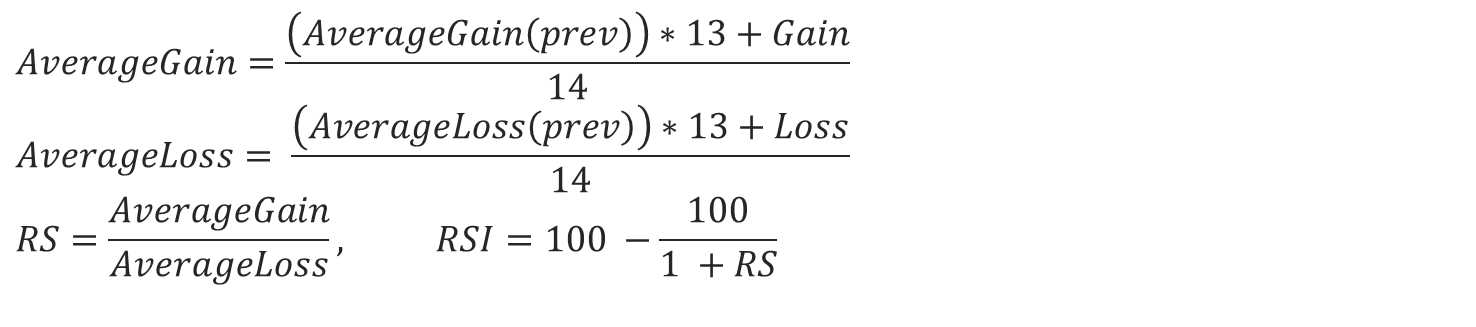 AverageGain = ((AverageGain(prev)) * 13 + Gain) / 14
AverageLoss = ((AverageLoss(prev)) * 13 + Loss) / 14
RS = AverageGain / AverageLoss, RSI = 100 − 100 / (1 + RS)